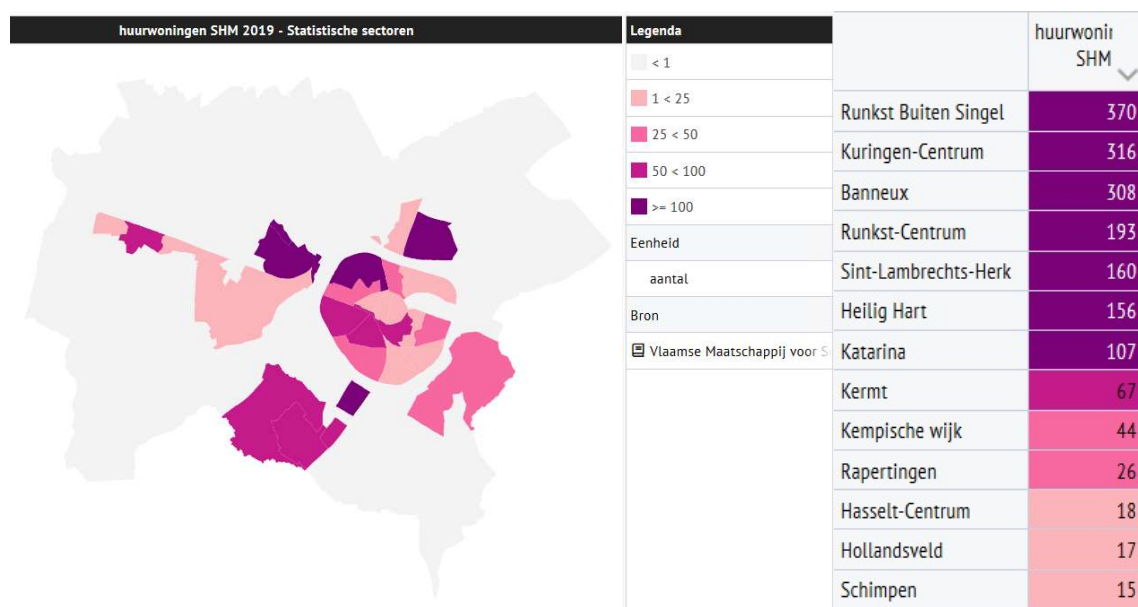 huurwoningen SHM 2019 - Statistische sectoren
Legenda
< 1
1 < 25
25 < 50
50 < 100
>= 100
Eenheid
aantal
Bron
Vlaamse Maatschappij voor S
huurwonin
SHM
Runkst Buiten Singel 370
Kuringen-Centrum 316
Banneux 308
Runkst-Centrum 193
Sint-Lambrechts-Herk 160
Heilig Hart 156
Katarina 107
Kermt 67
Kempische wijk 44
Rapertingen 26
Hasselt-Centrum 18
Hollandsveld 17
Schimpen 15